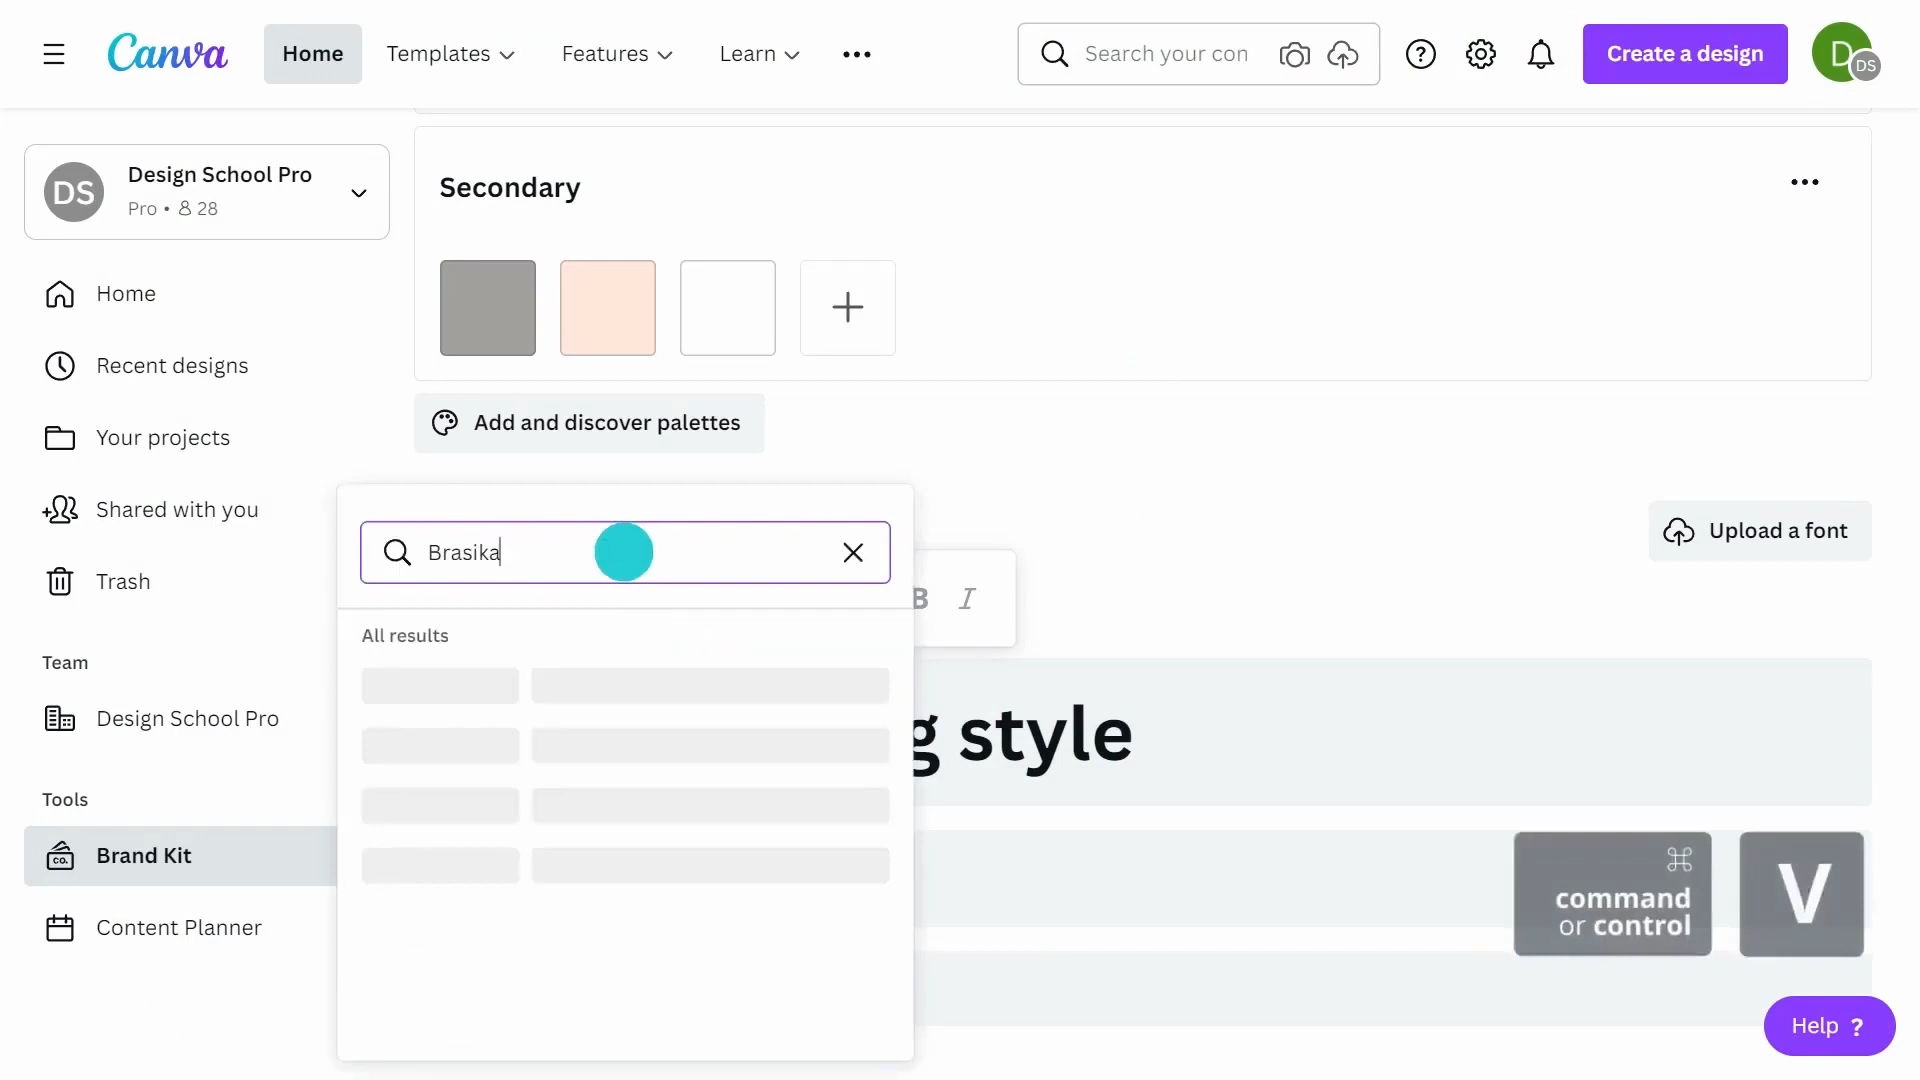 Canva
Home
Templates
Features
Learn
Search your con
Create a design
D
DS
DS
Design School Pro
Pro • 28
Home
Recent designs
Your projects
Shared with you
Trash
Team
Design School Pro
Tools
CO.
Brand Kit
Content Planner
Secondary
Add and discover palettes
Upload a font
Brasika
All results
B I
g style
⌘
command
or control
V
Help ?